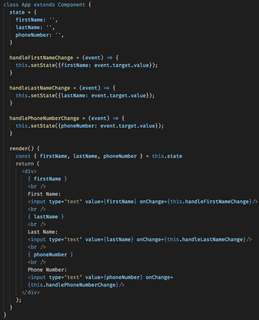 class App extends Component {
state = {
firstName: '',
lastName: '',
phoneNumber: '',
}
handleFirstNameChange = (event) => {
this.setState({firstName: event.target.value});
}
handleLastNameChange = (event) => {
this.setState({lastName: event.target.value});
}
handlePhoneNumberChange = (event) => {
this.setState({phoneNumber: event.target.value});
}
render() {
const { firstName, lastName, phoneNumber } = this.state
return (
<div>
{ firstName }
<br />
First Name:
<input type="text" value={firstName} onChange={this.handleFirstNameChange}/>
<br />
{ lastName }
<br />
Last Name:
<input type="text" value={lastName} onChange={this.handleLastNameChange}/>
<br />
{ phoneNumber }
<br />
Phone Number:
<input type="text" value={phoneNumber} onChange=
{this.handlePhoneNumberChange}/>
</div>
);
}
}